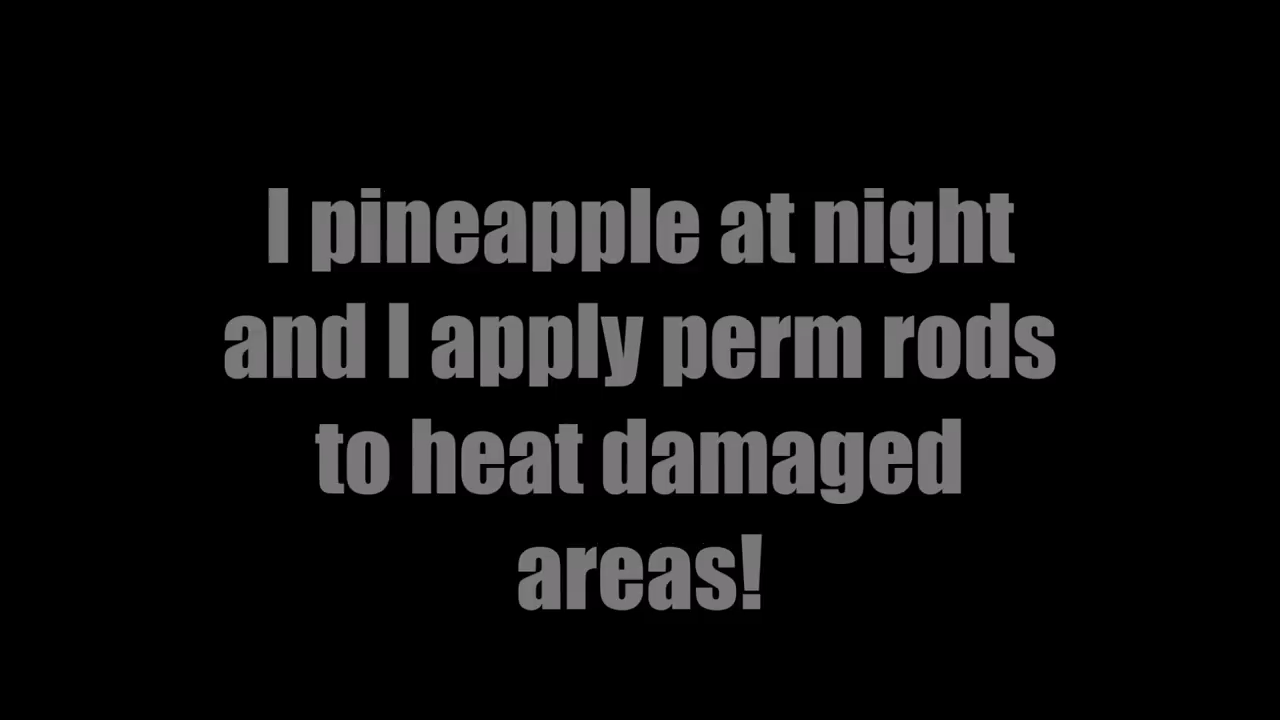 I pineapple at night
and I apply perm rods
to heat damaged
areas!